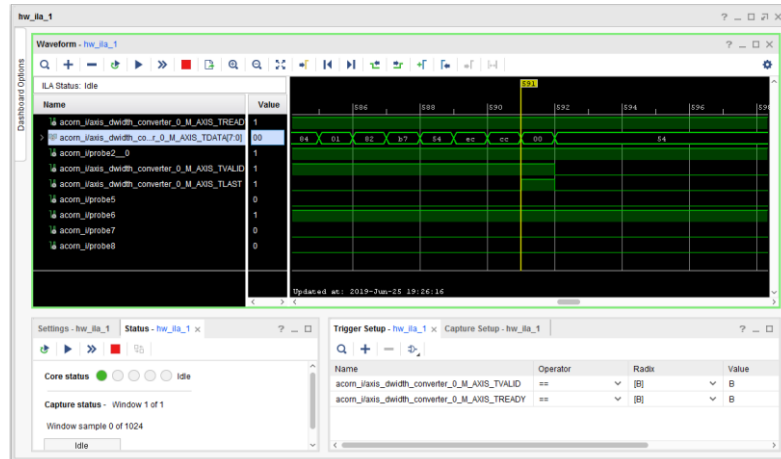 hw_ila_1
Dashboard Options
Waveform - hw_ila_1
ILA Status: Idle
591
Name Value
586 588 590 592 594 596 598
acorn_i/axis_dwidth_converter_0_M_AXIS_TREAD 1
acorn_i/axis_dwidth_co...r_0_M_AXIS_TDATA[7:0] 00 84 01 82 b7 54 ec cc 00 54
acorn_i/probe2__0 1
acorn_i/axis_dwidth_converter_0_M_AXIS_TVALID 1
acorn_i/axis_dwidth_converter_0_M_AXIS_TLAST 1
acorn_i/probe5 0
acorn_i/probe6 1
acorn_i/probe7 0
acorn_i/probe8 0
Updated at: 2019-Jun-25 19:26:16
Settings - hw_ila_1 Status - hw_ila_1
Core status Idle
Capture status - Window 1 of 1
Window sample 0 of 1024
Idle
Trigger Setup - hw_ila_1 Capture Setup - hw_ila_1
Name Operator Radix Value
acorn_i/axis_dwidth_converter_0_M_AXIS_TVALID == [B] B
acorn_i/axis_dwidth_converter_0_M_AXIS_TREADY == [B] B